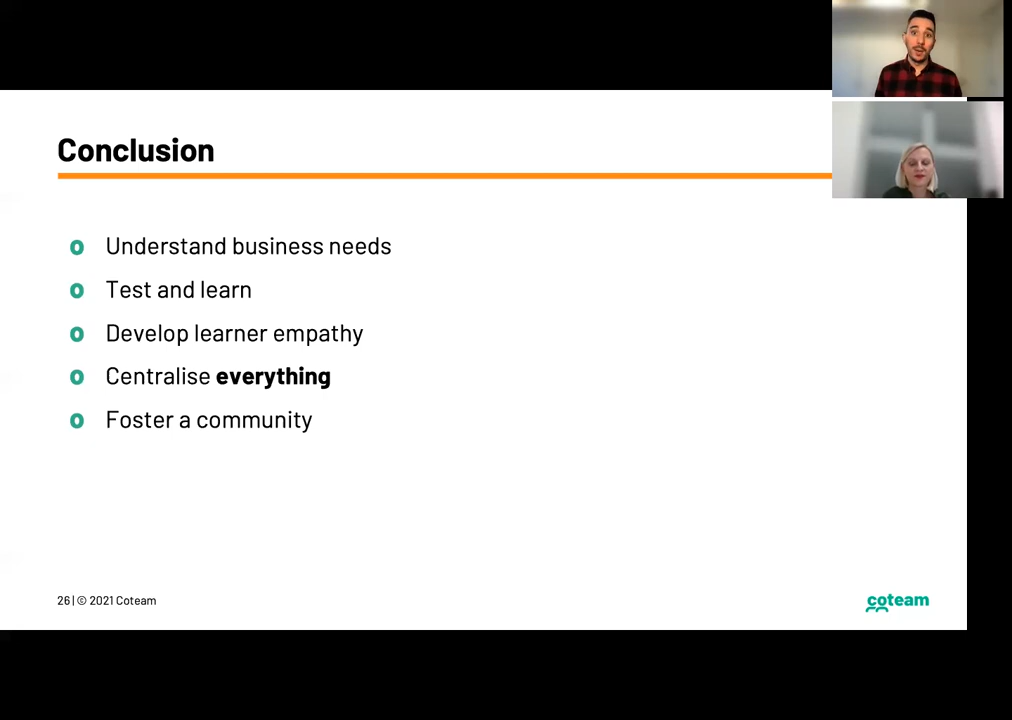 Conclusion
Understand business needs
Test and learn
Develop learner empathy
Centralise everything
Foster a community
26 | © 2021 Coteam
coteam